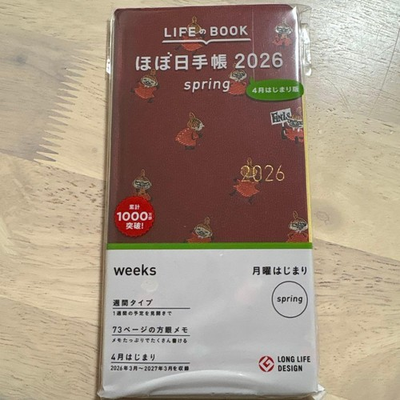 LIFEのBOOK
ほぼ日手帳 2026
spring
4月はじまり版
2026
累計
1000万部
突破!
weeks
月曜はじまり
spring
週間タイプ
1週間の予定を見開きで
73ページの方眼メモ
メモたっぷりでたくさん書ける
4月はじまり
2026年3月〜2027年3月を収録
LONG LIFE
DESIGN